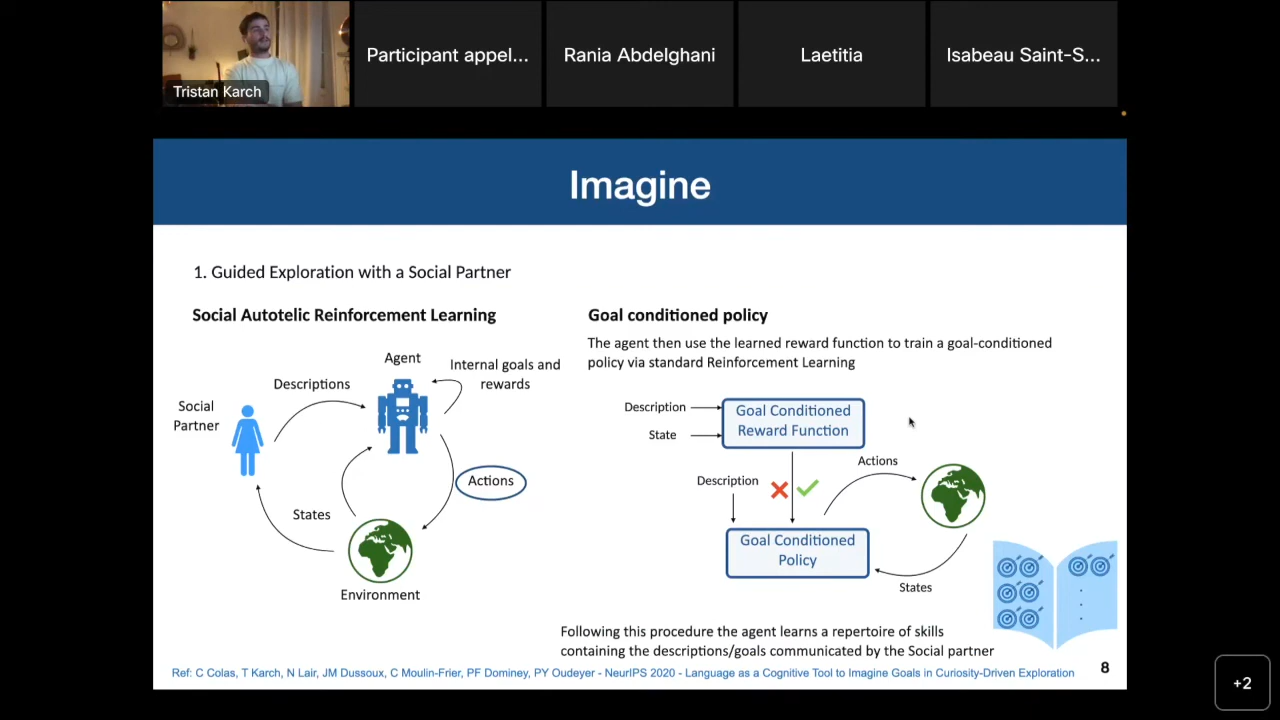 Tristan Karch
Participant appel...
Rania Abdelghani
Laetitia
Isabeau Saint-S...
Imagine
1. Guided Exploration with a Social Partner
Social Autotelic Reinforcement Learning
Agent
Internal goals and
rewards
Descriptions
Social
Partner
Actions
States
Environment
Goal conditioned policy
The agent then use the learned reward function to train a goal-conditioned
policy via standard Reinforcement Learning
Description
State
Goal Conditioned
Reward Function
Description
Actions
Goal Conditioned
Policy
States
Following this procedure the agent learns a repertoire of skills
containing the descriptions/goals communicated by the Social partner
Ref: C Colas, T Karch, N Lair, JM Dussoux, C Moulin-Frier, PF Dominey, PY Oudeyer - NeurIPS 2020 - Language as a Cognitive Tool to Imagine Goals in Curiosity-Driven Exploration
8
+2